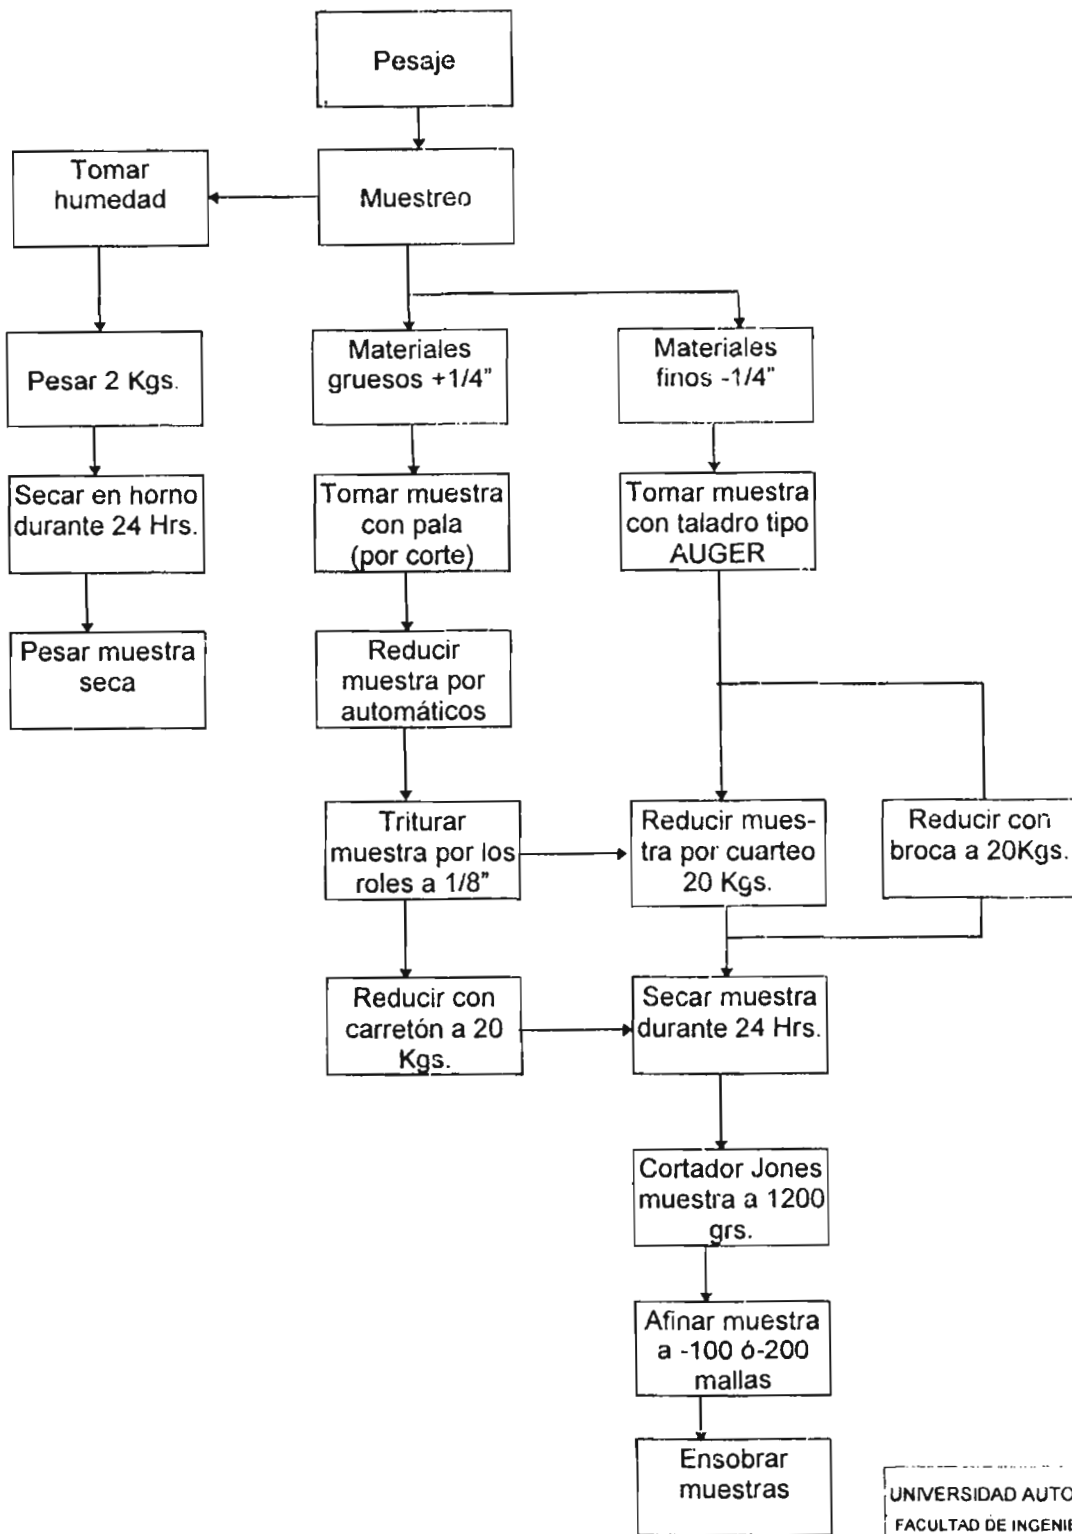 Pesaje
Tomar
humedad
Muestreo
Pesar 2 Kgs.
Materiales
gruesos +1/4"
Materiales
finos -1/4"
Secar en horno
durante 24 Hrs.
Tomar muestra
con pala
(por corte)
Tomar muestra
con taladro tipo
AUGER
Pesar muestra
seca
Reducir
muestra por
automáticos
Triturar
muestra por los
roles a 1/8"
Reducir mues-
tra por cuarteo
20 Kgs.
Reducir con
broca a 20Kgs.
Reducir con
carretón a 20
Kgs.
Secar muestra
durante 24 Hrs.
Cortador Jones
muestra a 1200
grs.
Afinar muestra
a -100 ó-200
mallas
Ensobrar
muestras
UNIVERSIDAD AUTO
FACULTAD DE INGENIE